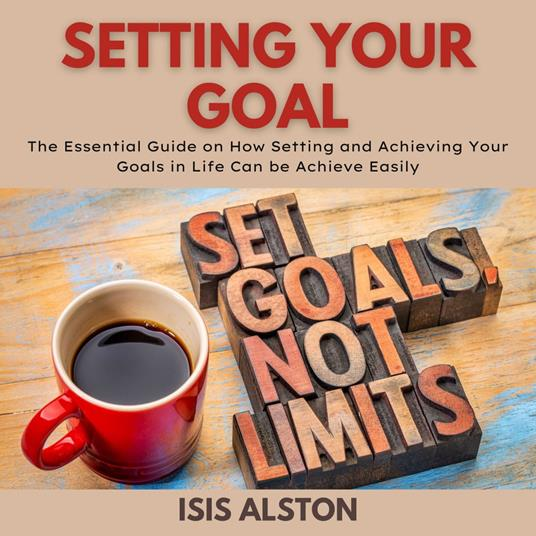 SETTING YOUR
GOAL
The Essential Guide on How Setting and Achieving Your
Goals in Life Can be Achieve Easily
SET
GOALS!
NOT
LIMITS
ISIS ALSTON